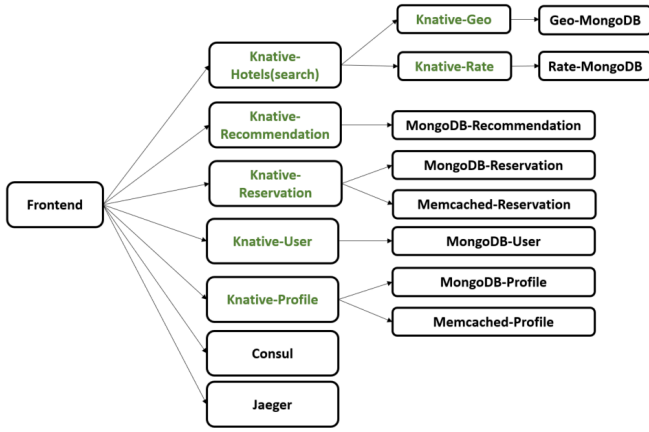 Frontend
Knative-
Hotels(search)
Knative-Geo
Geo-MongoDB
Knative-Rate
Rate-MongoDB
Knative-
Recommendation
MongoDB-Recommendation
Knative-
Reservation
MongoDB-Reservation
Memcached-Reservation
Knative-User
MongoDB-User
Knative-Profile
MongoDB-Profile
Memcached-Profile
Consul
Jaeger